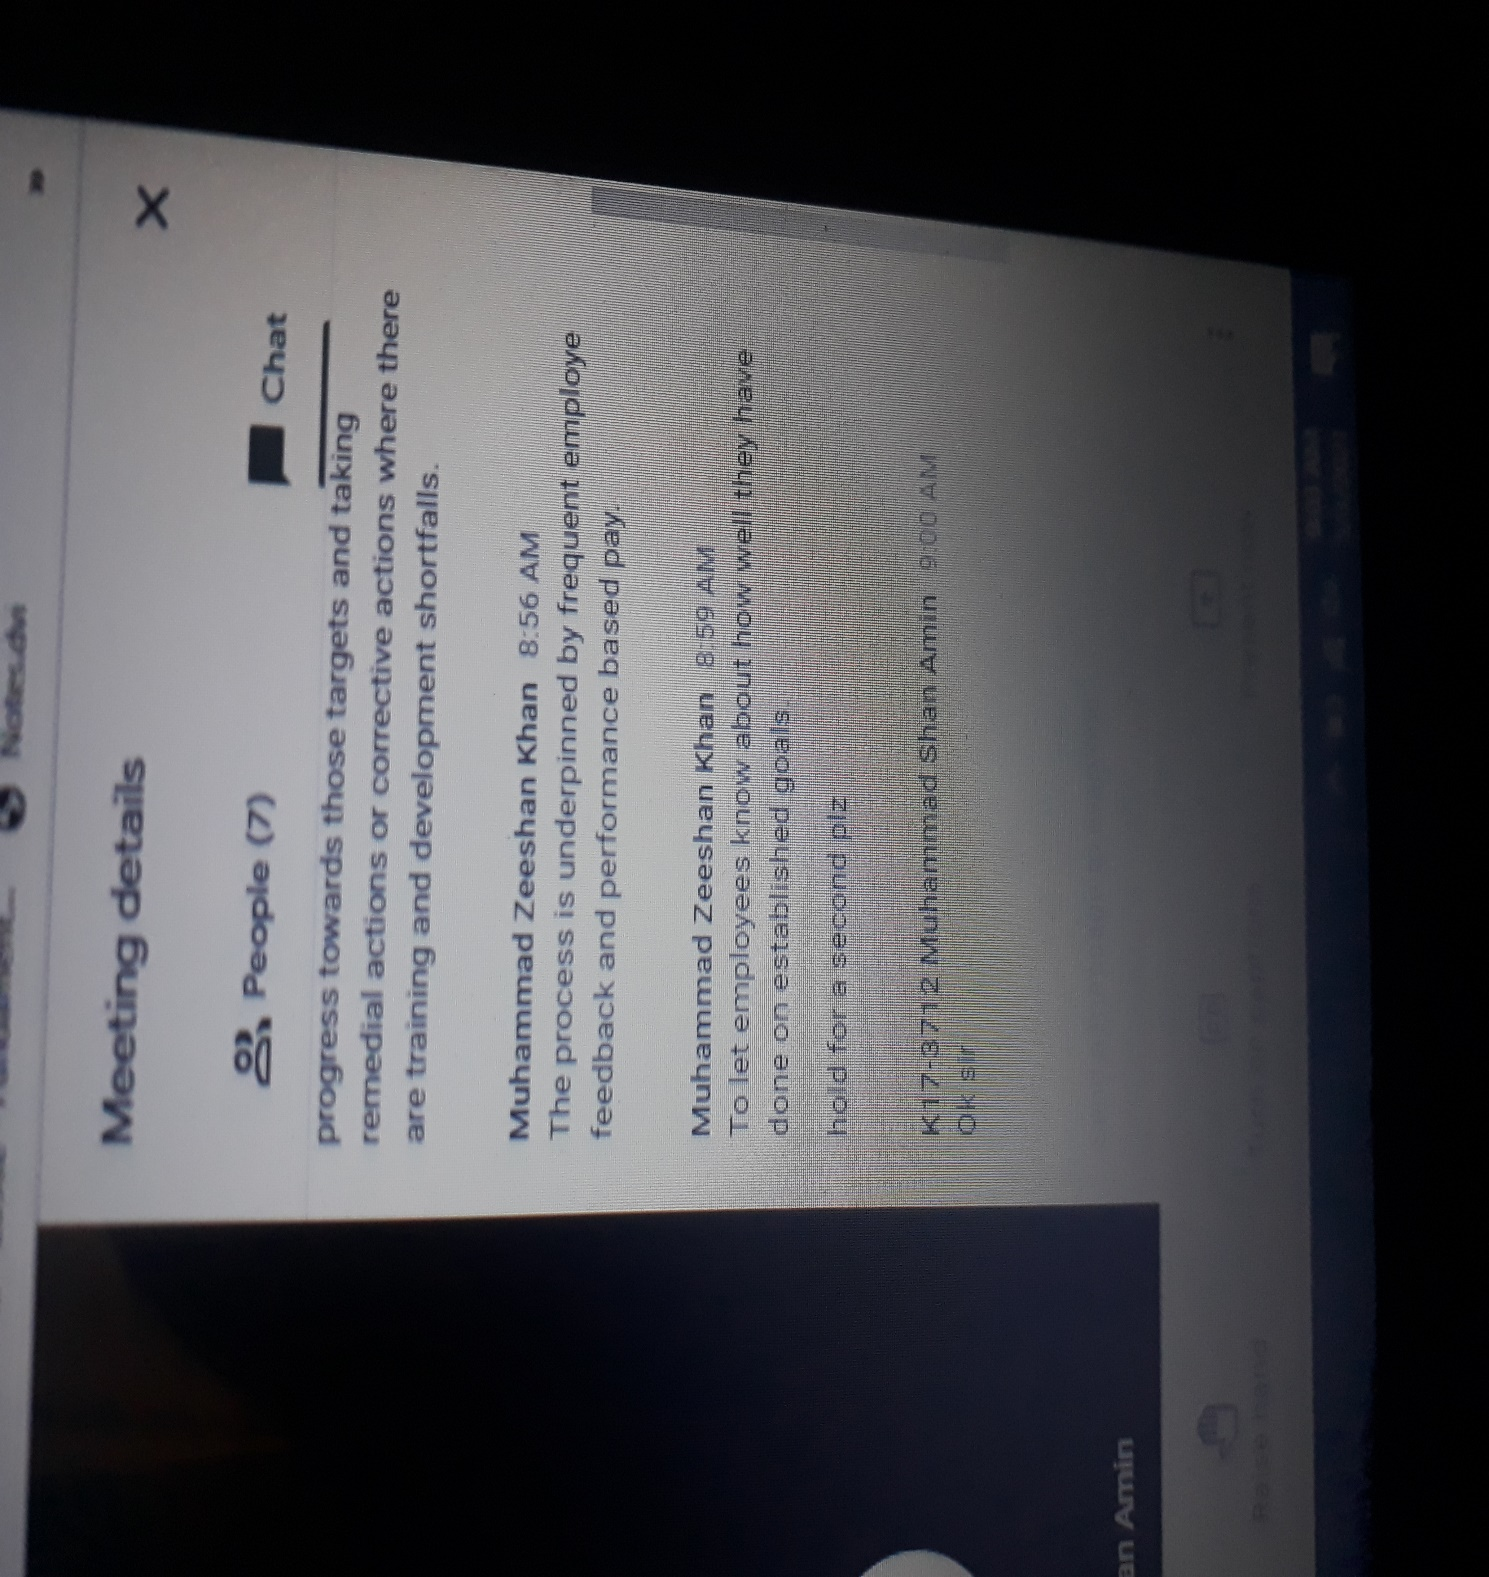 Meeting details
People (7)
Chat
progress towards those targets and taking
remedial actions or corrective actions where there
are training and development shortfalls.
Muhammad Zeeshan Khan 8:56 AM
The process is underpinned by frequent employe
feedback and performance based pay.
Muhammad Zeeshan Khan 8:59 AM
To let employees know about how well they have
done on established goals.
hold for a second plz
K17-3712 Muhammad Shan Amin 9:00 AM
Ok sir
an Amin
Raise hand